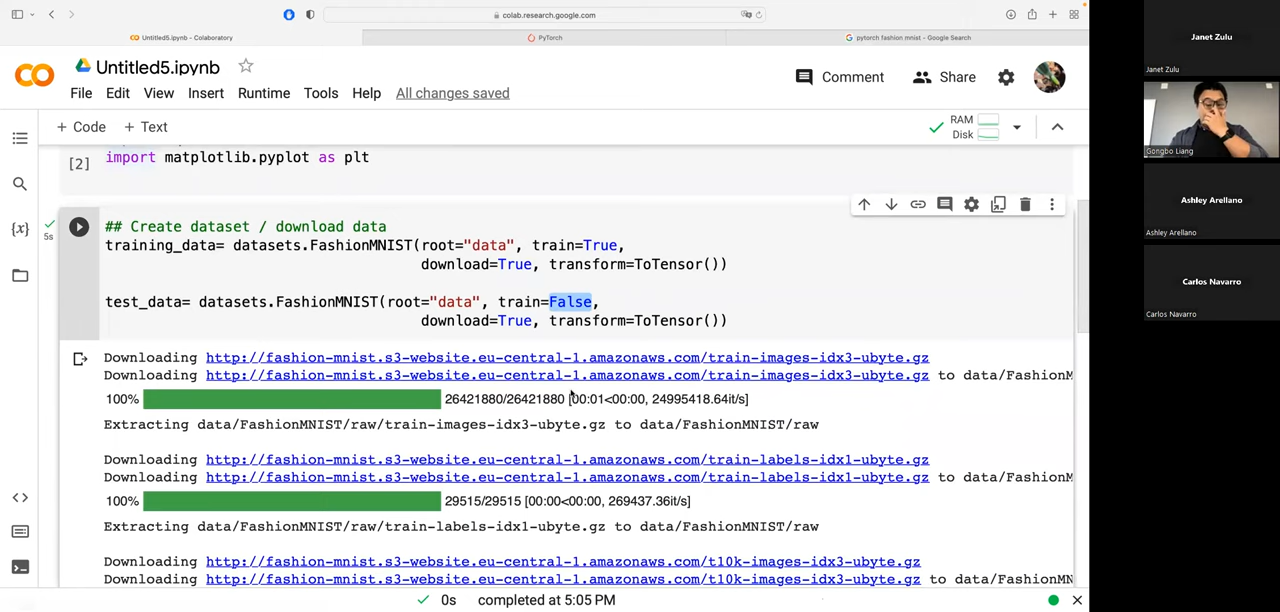 colab.research.google.com
Untitled5.ipynb - Colaboratory
PyTorch
pytorch fashion mnist - Google Search
Untitled5.ipynb
Comment
Share
File Edit View Insert Runtime Tools Help All changes saved
+ Code + Text
RAM
Disk
[2]
import matplotlib.pyplot as plt
5s
## Create dataset / download data
training_data= datasets.FashionMNIST(root="data", train=True,
download=True, transform=ToTensor())
test_data= datasets.FashionMNIST(root="data", train=False,
download=True, transform=ToTensor())
Downloading http://fashion-mnist.s3-website.eu-central-1.amazonaws.com/train-images-idx3-ubyte.gz
Downloading http://fashion-mnist.s3-website.eu-central-1.amazonaws.com/train-images-idx3-ubyte.gz to data/FashionM
100% 26421880/26421880 [00:01<00:00, 24995418.64it/s]
Extracting data/FashionMNIST/raw/train-images-idx3-ubyte.gz to data/FashionMNIST/raw
Downloading http://fashion-mnist.s3-website.eu-central-1.amazonaws.com/train-labels-idx1-ubyte.gz
Downloading http://fashion-mnist.s3-website.eu-central-1.amazonaws.com/train-labels-idx1-ubyte.gz to data/FashionM
100% 29515/29515 [00:00<00:00, 269437.36it/s]
Extracting data/FashionMNIST/raw/train-labels-idx1-ubyte.gz to data/FashionMNIST/raw
Downloading http://fashion-mnist.s3-website.eu-central-1.amazonaws.com/t10k-images-idx3-ubyte.gz
Downloading http://fashion-mnist.s3-website.eu-central-1.amazonaws.com/t10k-images-idx3-ubyte.gz to data/FashionM
0s completed at 5:05 PM
Janet Zulu
Janet Zulu
Gongbo Liang
Ashley Arellano
Ashley Arellano
Carlos Navarro
Carlos Navarro